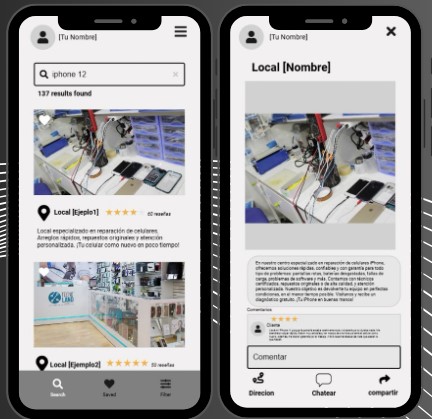 [Tu Nombre]
iphone 12
137 results found
Local [Ejeplo1]
62 reseñas
Local especializado en reparación de celulares.
Arreglos rápidos, repuestos originales y atención
personalizada. ¡Tu celular como nuevo en poco tiempo!
Local [Ejemplo2]
50 reseñas
Search
Saved
Filter
[Tu Nombre]
Local [Nombre]
En nuestro centro especializado en reparación de celulares iPhone,
ofrecemos soluciones rápidas, confiables y con garantía para todo
tipo de problemas: pantallas rotas, baterías desgastadas, fallas de
carga, problemas de software y más. Contamos con técnicos
certificados, repuestos originales o de alta calidad, y atención
personalizada. Nuestro objetivo es devolverte tu equipo en perfectas
condiciones, en el menor tiempo posible. Visítanos y recibe un
diagnóstico gratuito. ¡Tu iPhone en buenas manos!
Comentarios
Cliente
Comentar
Direcion
Chatear
compartir